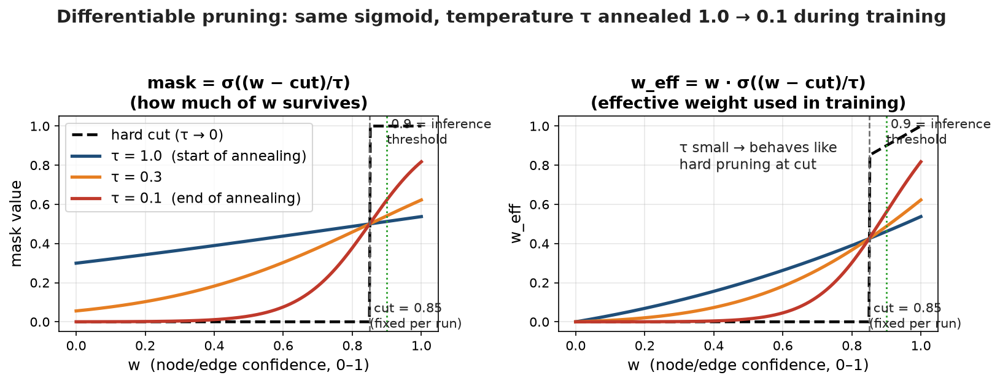 Differentiable pruning: same sigmoid, temperature τ annealed 1.0 → 0.1 during training
mask = σ((w − cut)/τ)
(how much of w survives)
mask value
1.0
0.8
0.6
0.4
0.2
0.0
hard cut (τ → 0)
τ = 1.0  (start of annealing)
τ = 0.3
τ = 0.1  (end of annealing)
0.9 = inference
threshold
cut = 0.85
(fixed per run)
0.0 0.2 0.4 0.6 0.8 1.0
w  (node/edge confidence, 0–1)
w_eff = w · σ((w − cut)/τ)
(effective weight used in training)
w_eff
1.0
0.8
0.6
0.4
0.2
0.0
τ small → behaves like
hard pruning at cut
0.9 = inference
threshold
cut = 0.85
(fixed per run)
0.0 0.2 0.4 0.6 0.8 1.0
w  (node/edge confidence, 0–1)